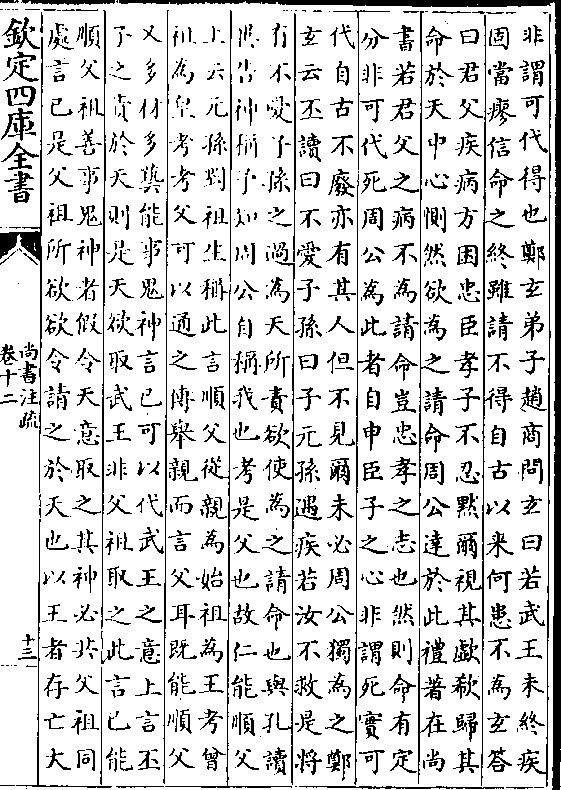 非謂可代得也鄭玄弟子趙商問玄曰若武王未終疾
固當瘳信命之終雖請不得自古以來何患不為玄答
曰君父疾病方困忠臣孝子不忍黙爾視其歔欷歸其
命於天中心惻然欲為之請命周公達於此禮著在尚
書若君父之病不為請命豈忠孝之志也然則命有定
分非可代死周公為此者自申臣子之心非謂死實可
代自古不廢亦有其人但不見爾未必周公獨為之鄭
玄云丕讀曰不愛子孫曰子元孫遇疾若汝不救是將
有不愛子孫之過為天所責欲使為之請命也與孔讀
異告神稱予知周公自稱我也考是父也故仁能順父
上云元孫對祖生稱此言順父從親為始祖為王考曾
祖為皇考考父可以通之傳舉親而言父耳既能順父
又多材多藝能事鬼神言已可以代武王之意上言丕
子之責於天則是天欲取武王非父祖取之此言已能
順父祖善事鬼神者假令天意取之其神必共父祖同
處言已是父祖所欲欲令請之於天也以王者存亡大
欽定四庫全書
尚書注疏
卷十二
十三